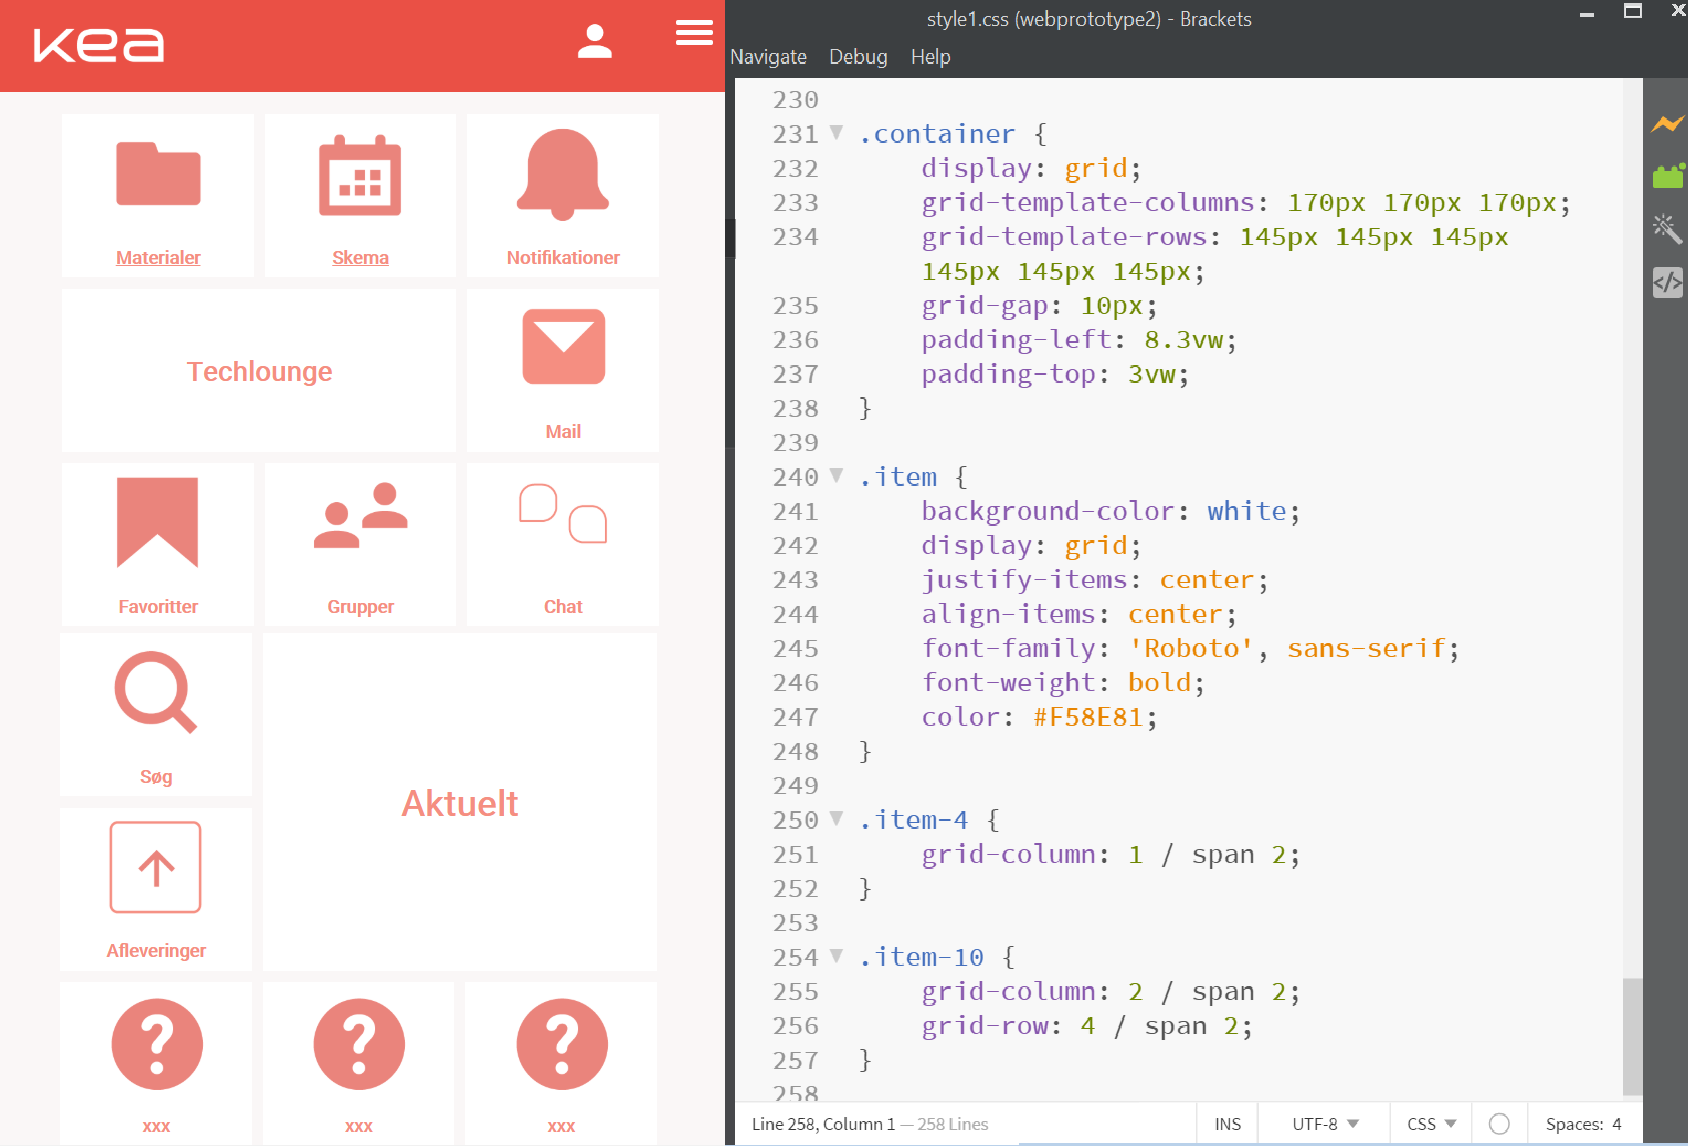 kea
Materialer
Skema
Notifikationer
Techlounge
Mail
Favoritter
Grupper
Chat
Søg
Aktuelt
Afleveringer
?
?
?
xxx
xxx
xxx
style1.css (webprototype2) - Brackets
Navigate Debug Help
230
231 .container {
232 display: grid;
233 grid-template-columns: 170px 170px 170px;
234 grid-template-rows: 145px 145px 145px
145px 145px 145px;
235 grid-gap: 10px;
236 padding-left: 8.3vw;
237 padding-top: 3vw;
238 }
239
240 .item {
241 background-color: white;
242 display: grid;
243 justify-items: center;
244 align-items: center;
245 font-family: 'Roboto', sans-serif;
246 font-weight: bold;
247 color: #F58E81;
248 }
249
250 .item-4 {
251 grid-column: 1 / span 2;
252 }
253
254 .item-10 {
255 grid-column: 2 / span 2;
256 grid-row: 4 / span 2;
257 }
258
</>
Line 258, Column 1 — 258 Lines INS UTF-8 CSS Spaces: 4